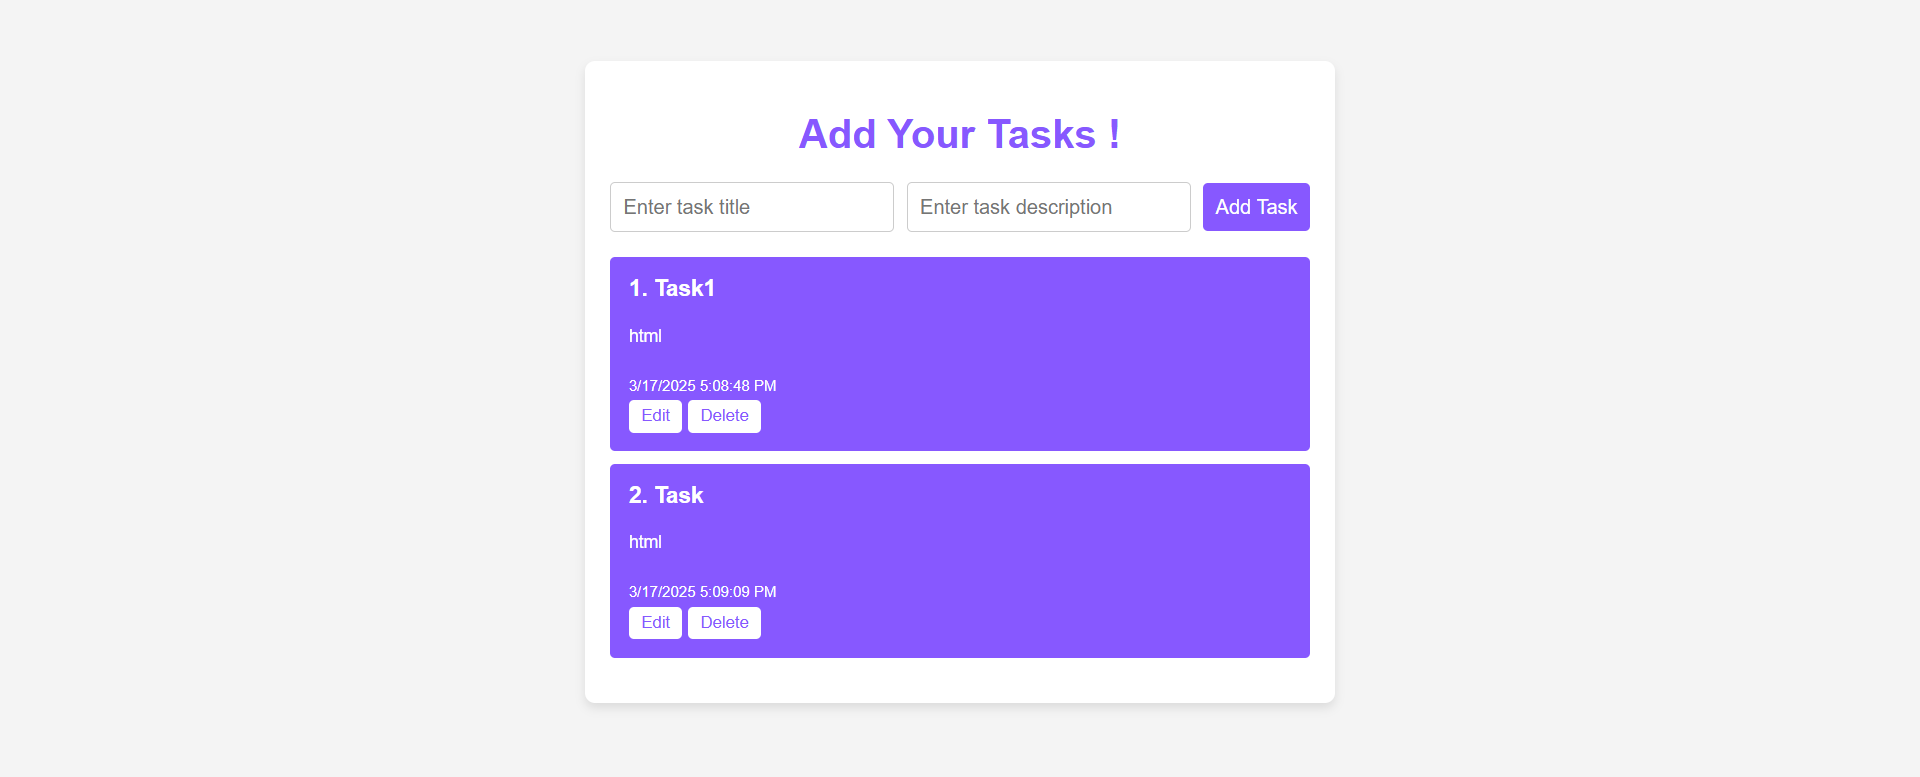 Add Your Tasks !
Enter task title Enter task description Add Task
1. Task1
html
3/17/2025 5:08:48 PM
Edit Delete
2. Task
html
3/17/2025 5:09:09 PM
Edit Delete